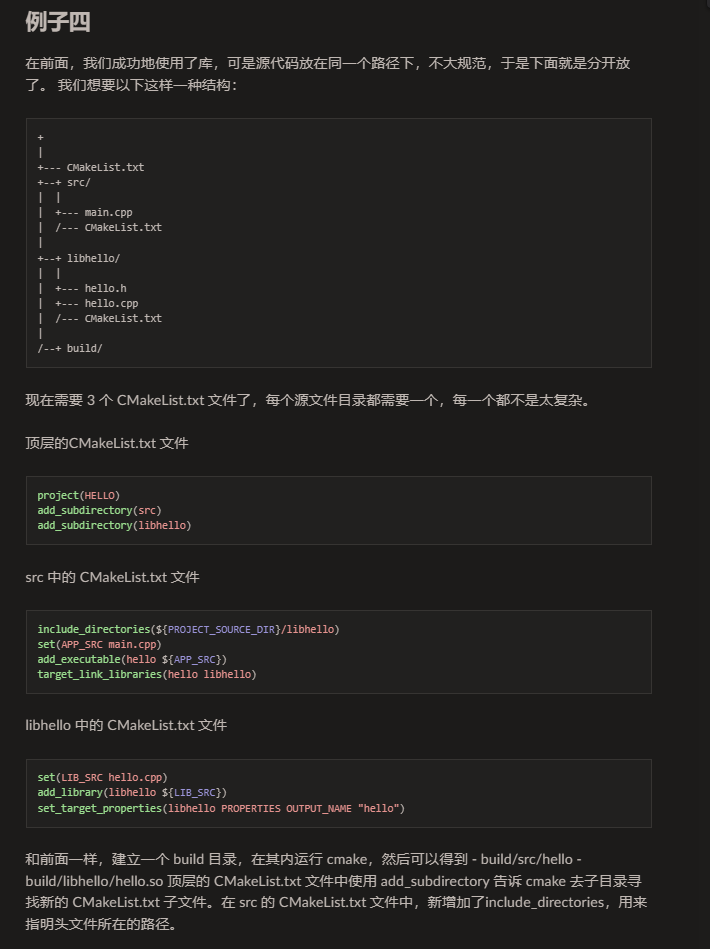 例子四
在前面，我们成功地使用了库，可是源代码放在同一个路径下，不大规范，于是下面就是分开放
了。 我们想要以下这样一种结构：
+
|
+--- CMakeList.txt
+--+ src/
|  |
|  +--- main.cpp
|  /--- CMakeList.txt
|
+--+ libhello/
|  |
|  +--- hello.h
|  +--- hello.cpp
|  /--- CMakeList.txt
|
/--+ build/
现在需要 3 个 CMakeList.txt 文件了，每个源文件目录都需要一个，每一个都不是太复杂。
顶层的CMakeList.txt 文件
project(HELLO)
add_subdirectory(src)
add_subdirectory(libhello)
src 中的 CMakeList.txt 文件
include_directories(${PROJECT_SOURCE_DIR}/libhello)
set(APP_SRC main.cpp)
add_executable(hello ${APP_SRC})
target_link_libraries(hello libhello)
libhello 中的 CMakeList.txt 文件
set(LIB_SRC hello.cpp)
add_library(libhello ${LIB_SRC})
set_target_properties(libhello PROPERTIES OUTPUT_NAME "hello")
和前面一样，建立一个 build 目录，在其内运行 cmake，然后可以得到 - build/src/hello -
build/libhello/hello.so 顶层的 CMakeList.txt 文件中使用 add_subdirectory 告诉 cmake 去子目录寻
找新的 CMakeList.txt 子文件。在 src 的 CMakeList.txt 文件中，新增加了include_directories，用来
指明头文件所在的路径。